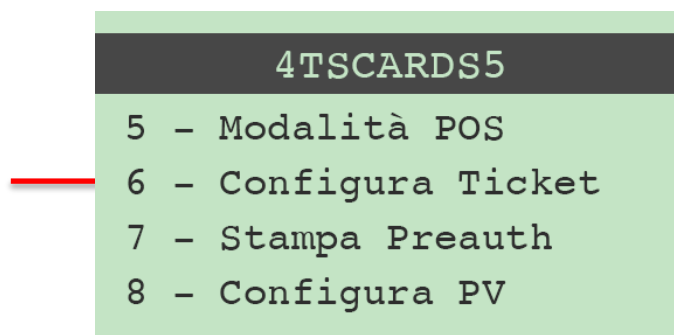 4TSCARDS5
5 – Modalità POS
6 – Configura Ticket
7 – Stampa Preauth
8 – Configura PV